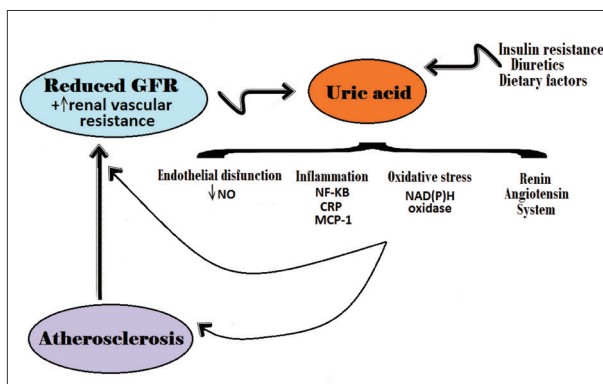 Reduced GFR
+↑renal vascular
resistance
Uric acid
Insulin resistance
Diuretics
Dietary factors
Endothelial disfunction
↓NO
Inflammation
NF-KB
CRP
MCP-1
Oxidative stress
NAD(P)H
oxidase
Renin
Angiotensin
System
Atherosclerosis